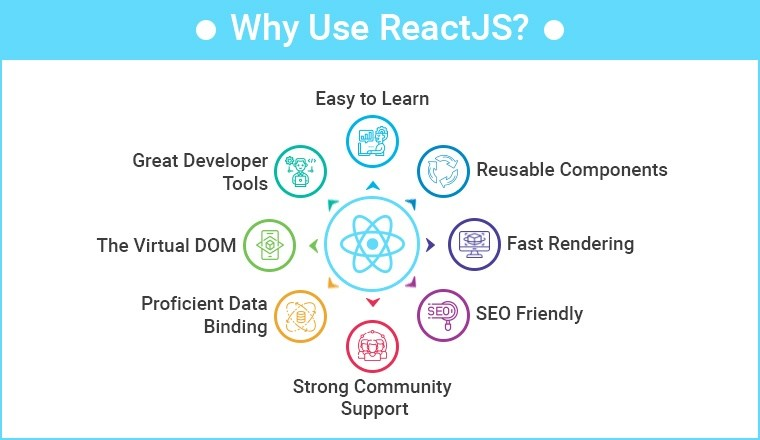 Why Use ReactJS?
Easy to Learn
Great Developer
Tools
Reusable Components
The Virtual DOM
Fast Rendering
Proficient Data
Binding
SEO
SEO Friendly
Strong Community
Support